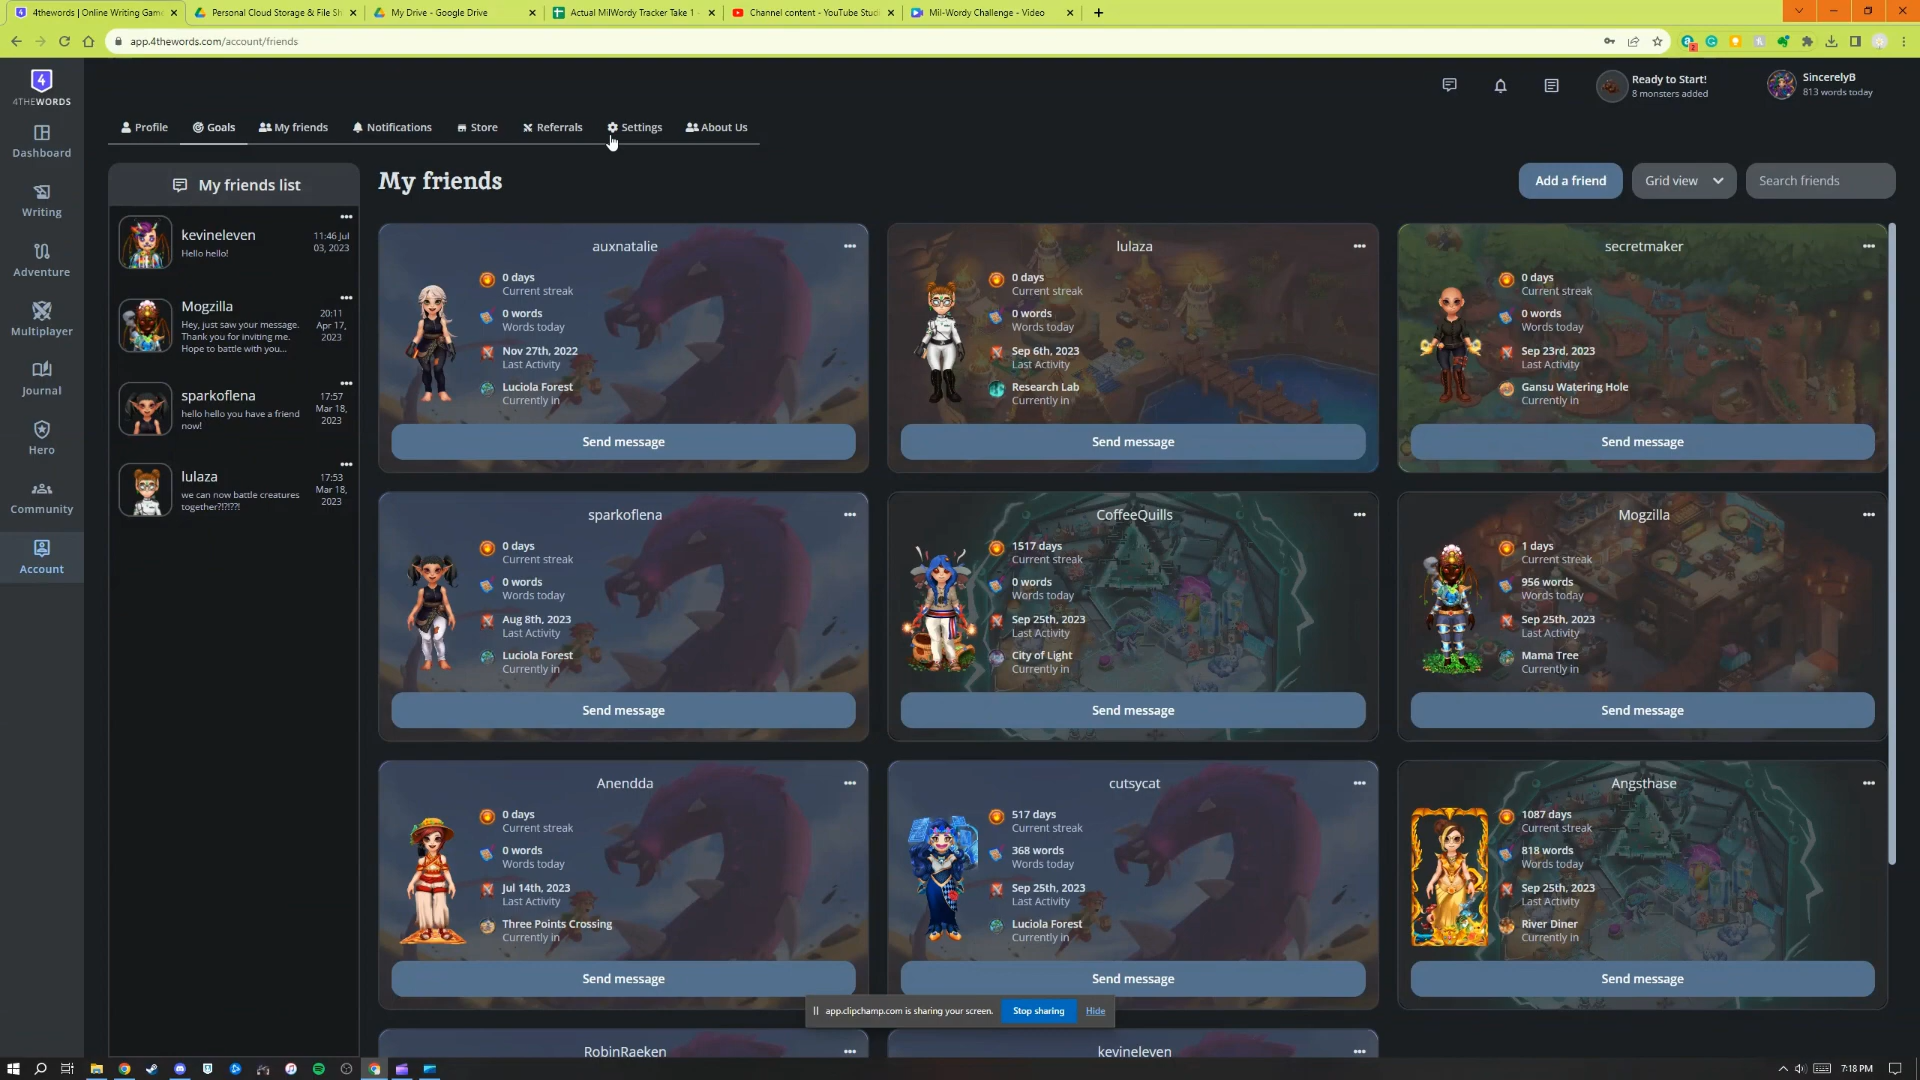 4thewords | Online Writing Gam
Personal Cloud Storage & File Sh
My Drive - Google Drive
Actual MilWordy Tracker Take 1 -
Channel content - YouTube Studi
Mil-Wordy Challenge - Video
app.4thewords.com/account/friends
4THEWORDS
Ready to Start!
8 monsters added
SincerelyB
813 words today
Profile
Goals
My friends
Notifications
Store
Referrals
Settings
About Us
Dashboard
Writing
Adventure
Multiplayer
Journal
Hero
Community
Account
My friends list
kevineleven
Hello hello!
11:46 Jul
03, 2023
Mogzilla
Hey, just saw your message.
Thank you for inviting me.
Hope to battle with you...
20:11
Apr 17,
2023
sparkoflena
hello hello you have a friend
now!
17:57
Mar 18,
2023
lulaza
we can now battle creatures
together?!?!??!
17:53
Mar 18,
2023
My friends
Add a friend
Grid view
Search friends
auxnatalie
0 days
Current streak
0 words
Words today
Nov 27th, 2022
Last Activity
Luciola Forest
Currently in
Send message
lulaza
0 days
Current streak
0 words
Words today
Sep 6th, 2023
Last Activity
Research Lab
Currently in
Send message
secretmaker
0 days
Current streak
0 words
Words today
Sep 23rd, 2023
Last Activity
Gansu Watering Hole
Currently in
Send message
sparkoflena
0 days
Current streak
0 words
Words today
Aug 8th, 2023
Last Activity
Luciola Forest
Currently in
Send message
CoffeeQuills
1517 days
Current streak
0 words
Words today
Sep 25th, 2023
Last Activity
City of Light
Currently in
Send message
Mogzilla
1 days
Current streak
956 words
Words today
Sep 25th, 2023
Last Activity
Mama Tree
Currently in
Send message
Anendda
0 days
Current streak
0 words
Words today
Jul 14th, 2023
Last Activity
Three Points Crossing
Currently in
Send message
cutsycat
517 days
Current streak
368 words
Words today
Sep 25th, 2023
Last Activity
Luciola Forest
Currently in
Send message
Angsthase
1087 days
Current streak
818 words
Words today
Sep 25th, 2023
Last Activity
River Diner
Currently in
Send message
app.clipchamp.com is sharing your screen.
Stop sharing
Hide
RobinRaeken
kevineleven
7:18 PM